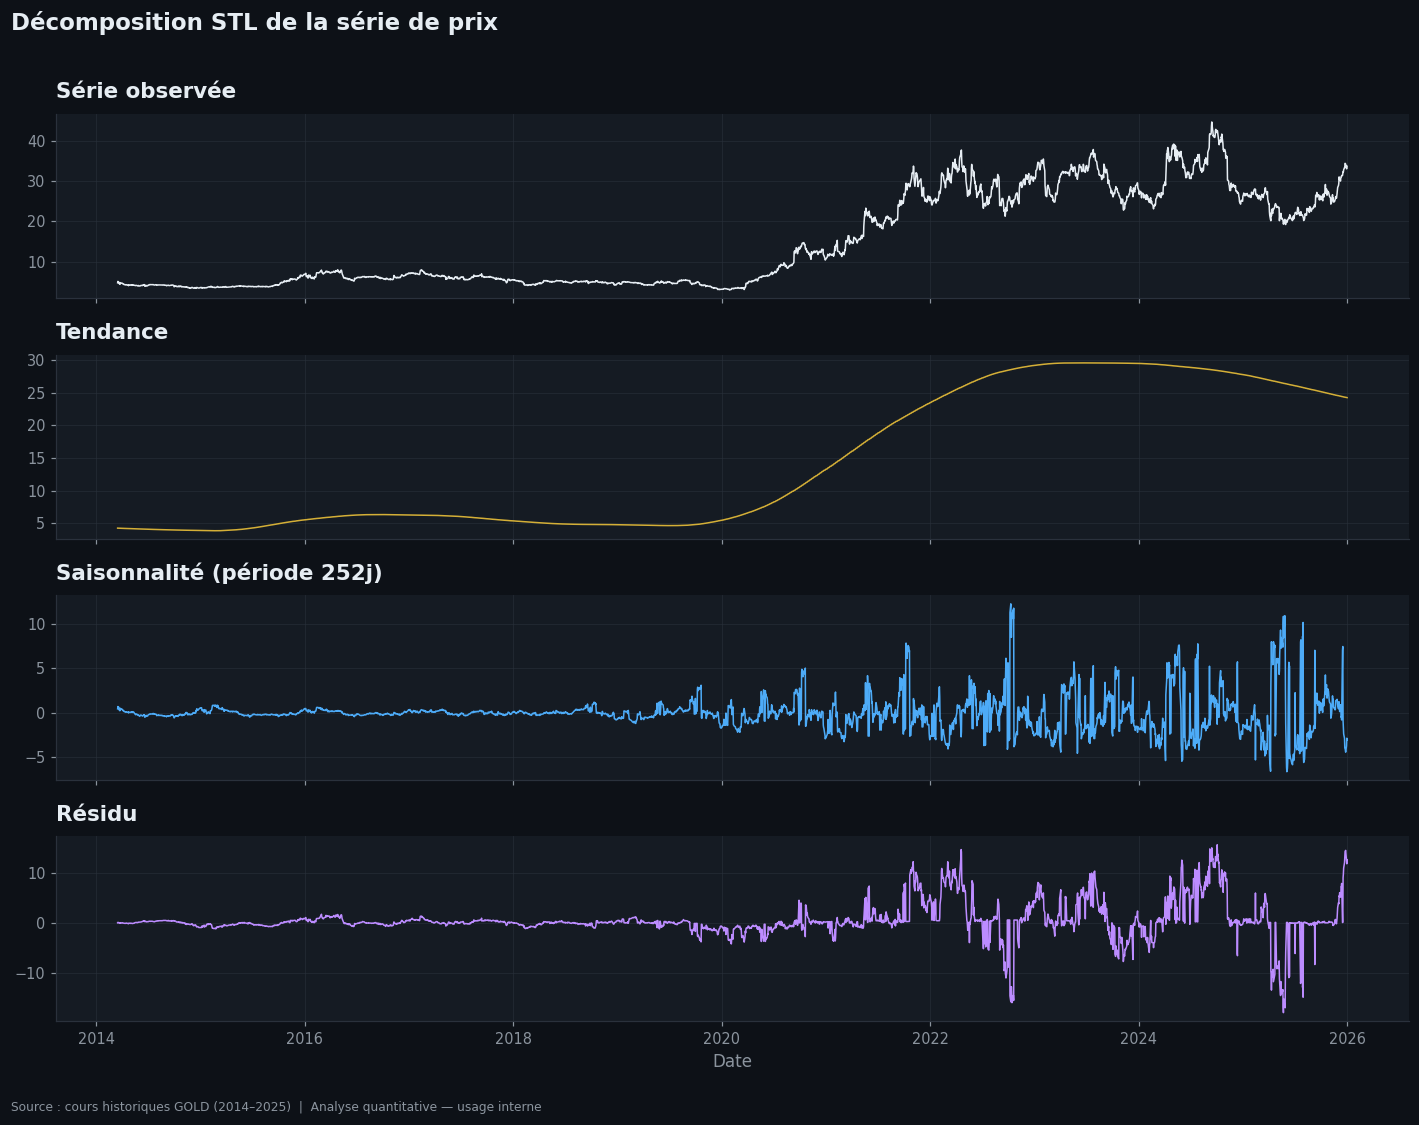 Décomposition STL de la série de prix
Série observée
40
30
20
10
Tendance
30
25
20
15
10
5
Saisonnalité (période 252j)
10
5
0
−5
Résidu
10
0
−10
2014 2016 2018 2020 2022 2024 2026
Date
Source : cours historiques GOLD (2014–2025) | Analyse quantitative — usage interne